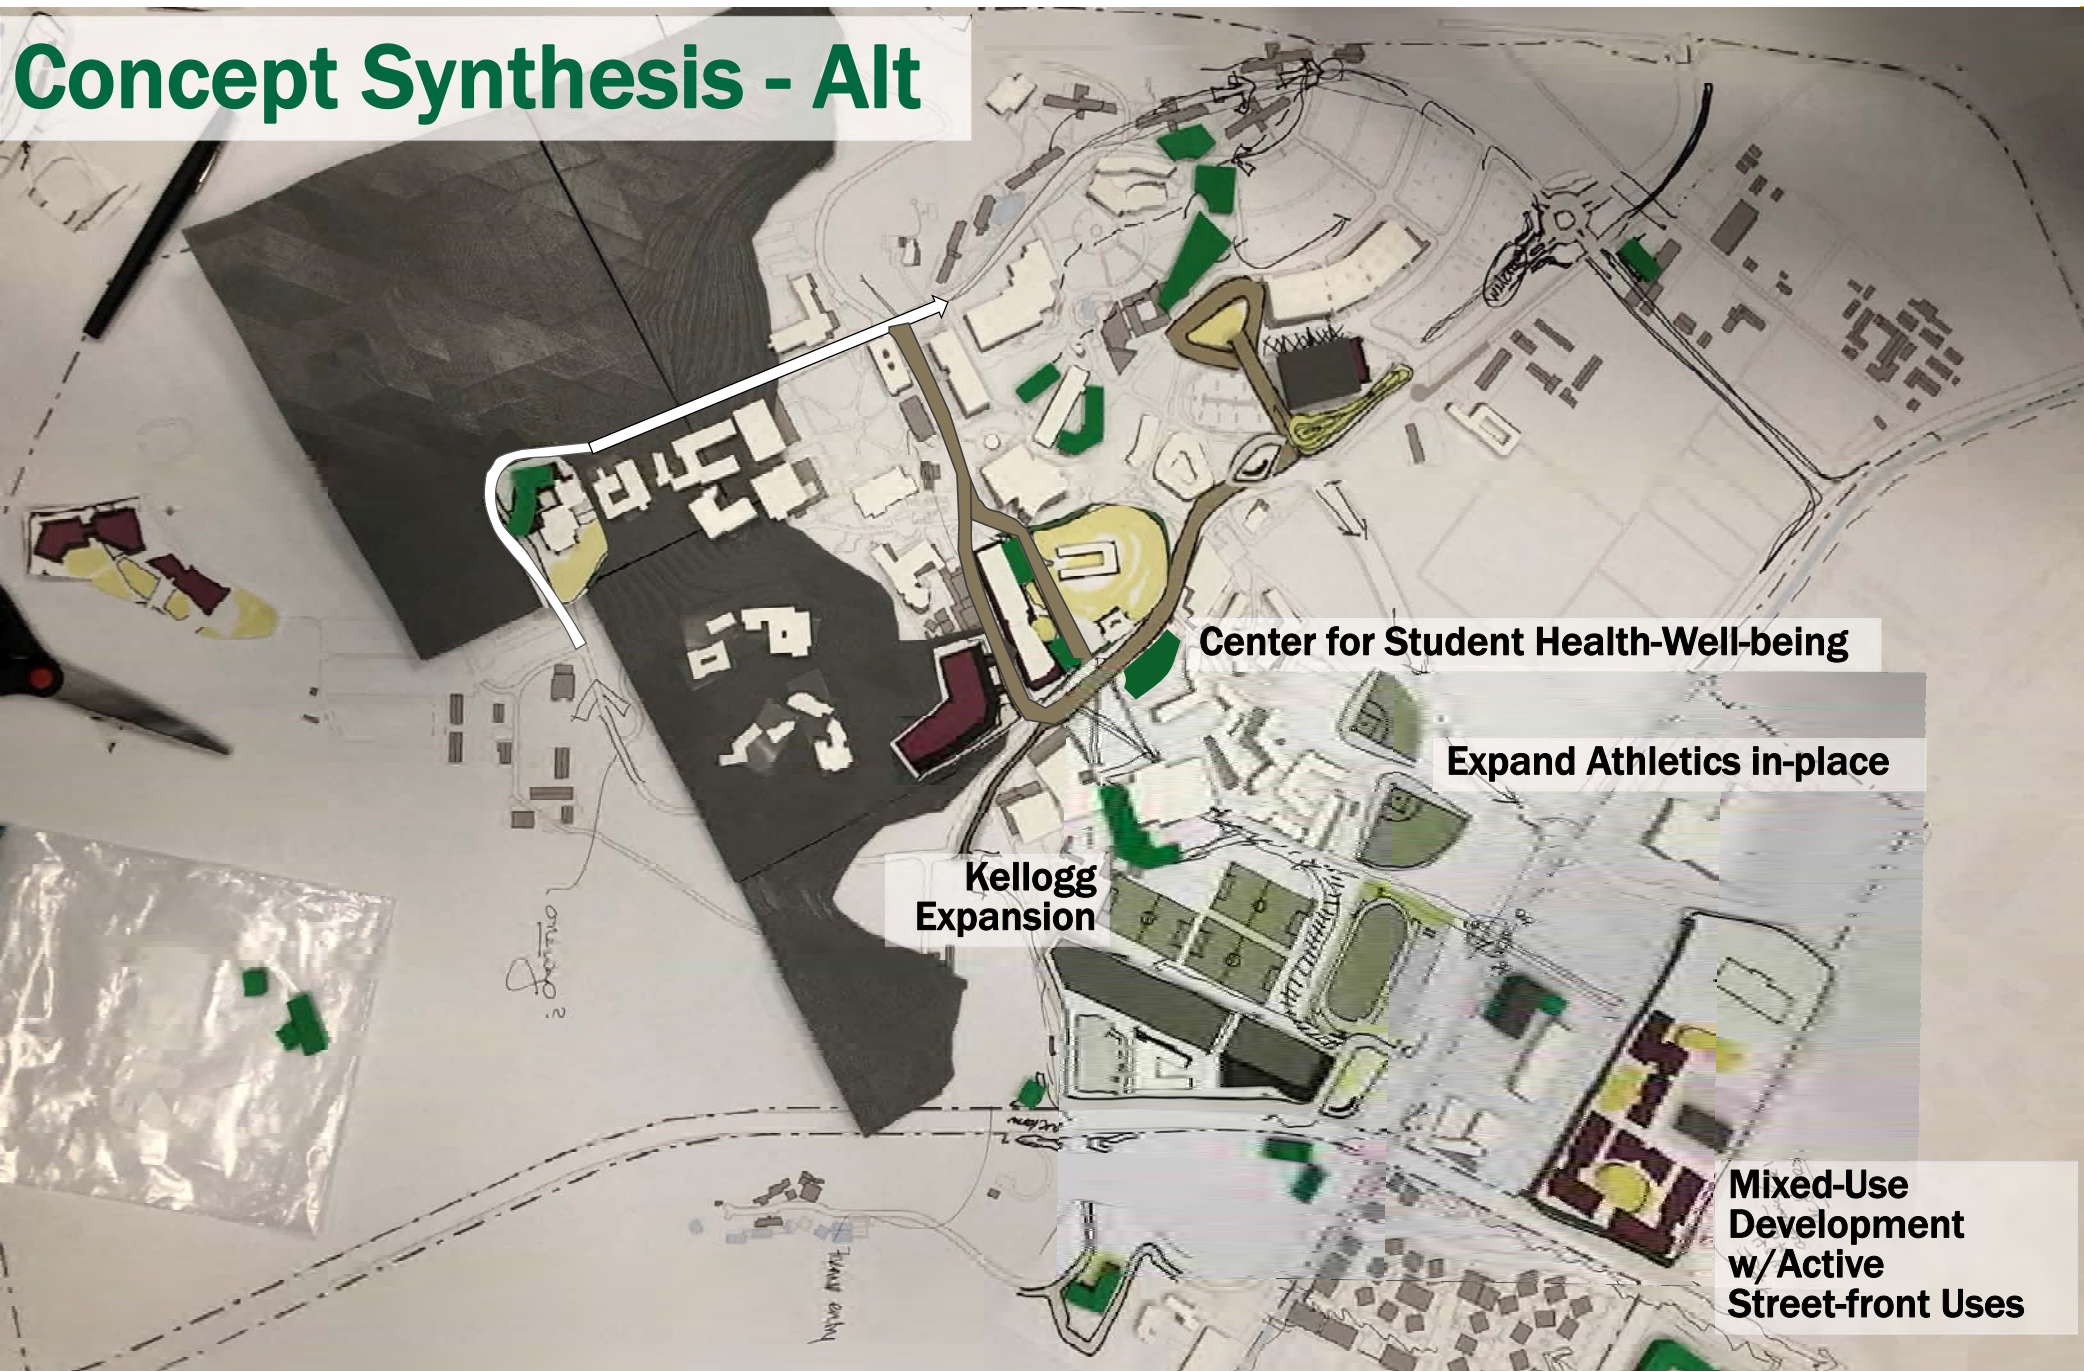 Concept Synthesis - Alt
Center for Student Health-Well-being
Expand Athletics in-place
Kellogg
Expansion
Mixed-Use
Development
w/Active
Street-front Uses